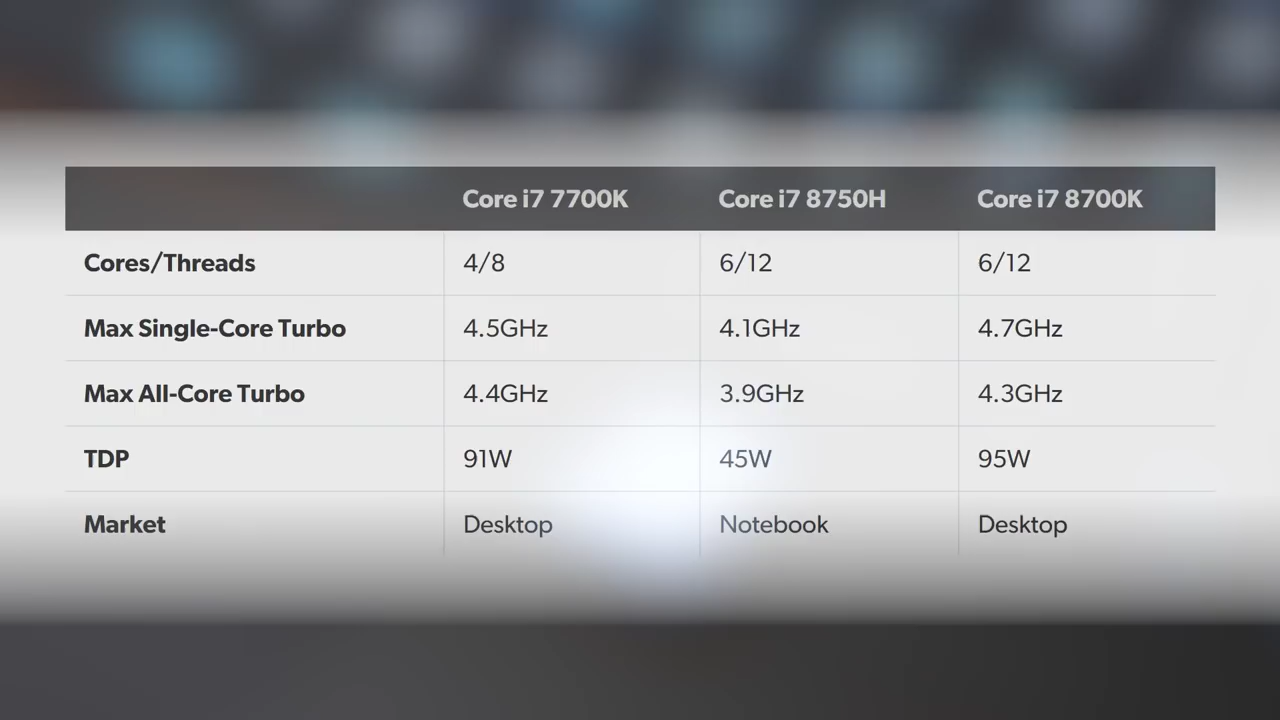 Core i7 7700K Core i7 8750H Core i7 8700K
Cores/Threads 4/8 6/12 6/12
Max Single-Core Turbo 4.5GHz 4.1GHz 4.7GHz
Max All-Core Turbo 4.4GHz 3.9GHz 4.3GHz
TDP 91W 45W 95W
Market Desktop Notebook Desktop